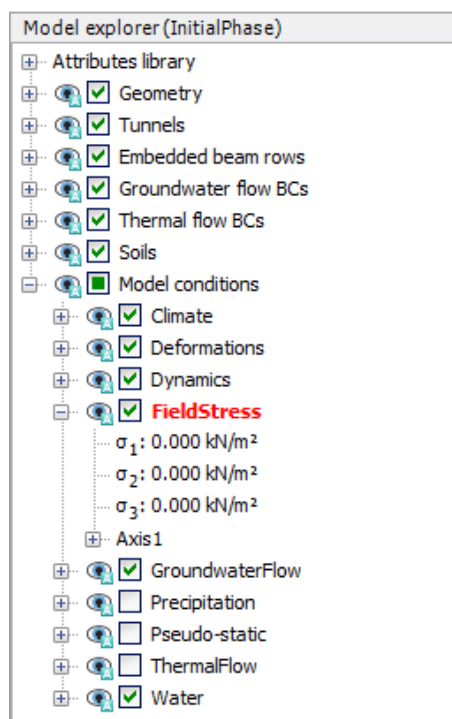 Model explorer (InitialPhase)
Attributes library
Geometry
Tunnels
Embedded beam rows
Groundwater flow BCs
Thermal flow BCs
Soils
Model conditions
Climate
Deformations
Dynamics
FieldStress
σ₁: 0.000 kN/m²
σ₂: 0.000 kN/m²
σ₃: 0.000 kN/m²
Axis1
GroundwaterFlow
Precipitation
Pseudo-static
ThermalFlow
Water